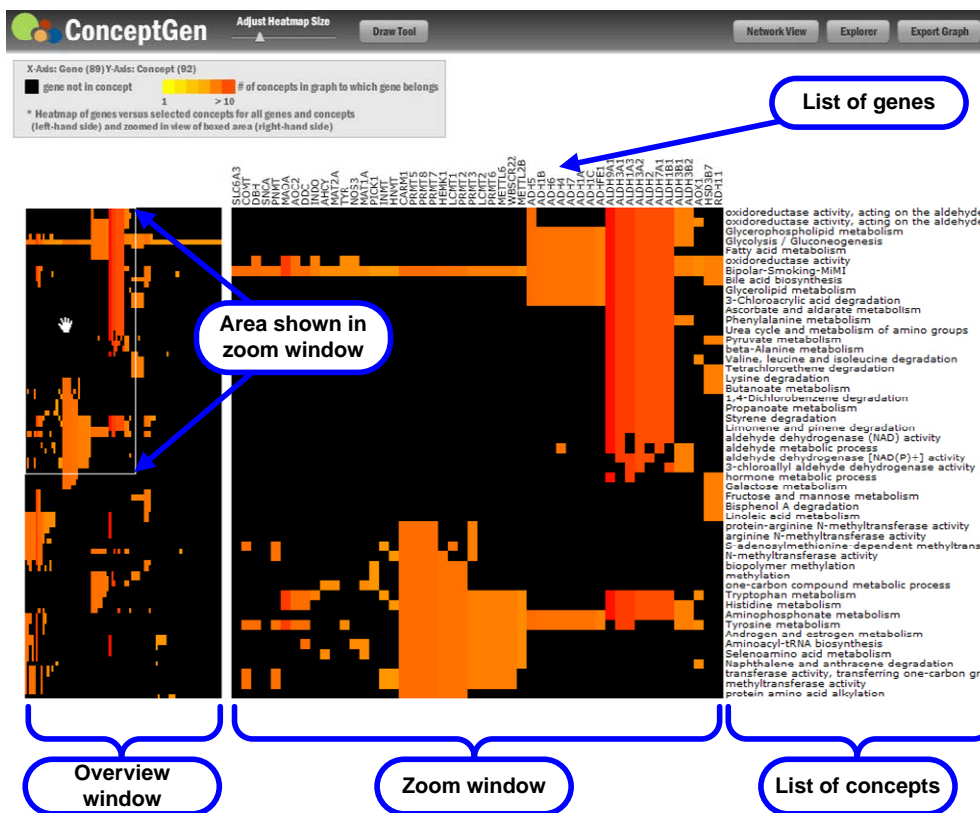 ConceptGen
Adjust Heatmap Size
Draw Tool
Network View
Explorer
Export Graph
X-Axis: Gene (89) Y-Axis: Concept (92)
gene not in concept
# of concepts in graph to which gene belongs
1 > 10
* Heatmap of genes versus selected concepts for all genes and concepts
(left-hand side) and zoomed in view of boxed area (right-hand side)
List of genes
SLC6A3
COMT
DBH
SNCA
PNMT
MAOA
AOC2
DDC
INDO
AHCY
MAT2A
TYR
NOS3
MAT1A
PICK1
INMT
HNMT
CARM1
PRMT5
PRMT8
PRMT7
HEMK1
LCMT1
PRMT1
PRMT3
LCMT2
PRMT6
METTL6
WBSCR22
METTL2B
ADH5
ADH1B
ADH6
ADH4
ADH7
ADH1A
ADH1C
ADHFE1
ALDH9A1
ALDH3A1
ALDH1A3
ALDH3A2
ALDH2
ALDH7A1
ALDH1B1
ALDH3B1
ALDH3B2
AOX1
HSD3B7
RDH11
oxidoreductase activity, acting on the aldehyde
oxidoreductase activity, acting on the aldehyde
Glycerophospholipid metabolism
Glycolysis / Gluconeogenesis
Fatty acid metabolism
oxidoreductase activity
Bipolar-Smoking-MiMI
Bile acid biosynthesis
Glycerolipid metabolism
3-Chloroacrylic acid degradation
Ascorbate and aldarate metabolism
Phenylalanine metabolism
Urea cycle and metabolism of amino groups
Pyruvate metabolism
beta-Alanine metabolism
Valine, leucine and isoleucine degradation
Tetrachloroethene degradation
Lysine degradation
Butanoate metabolism
1,4-Dichlorobenzene degradation
Propanoate metabolism
Styrene degradation
Limonene and pinene degradation
aldehyde dehydrogenase (NAD) activity
aldehyde metabolic process
aldehyde dehydrogenase [NAD(P)+] activity
3-chloroallyl aldehyde dehydrogenase activity
hormone metabolic process
Galactose metabolism
Fructose and mannose metabolism
Bisphenol A degradation
Linoleic acid metabolism
protein-arginine N-methyltransferase activity
arginine N-methyltransferase activity
S-adenosylmethionine-dependent methyltrans
N-methyltransferase activity
biopolymer methylation
methylation
one-carbon compound metabolic process
Tryptophan metabolism
Histidine metabolism
Aminophosphonate metabolism
Tyrosine metabolism
Androgen and estrogen metabolism
Aminoacyl-tRNA biosynthesis
Selenoamino acid metabolism
Naphthalene and anthracene degradation
transferase activity, transferring one-carbon gr
methyltransferase activity
protein amino acid alkylation
Area shown in
zoom window
Overview
window
Zoom window
List of concepts